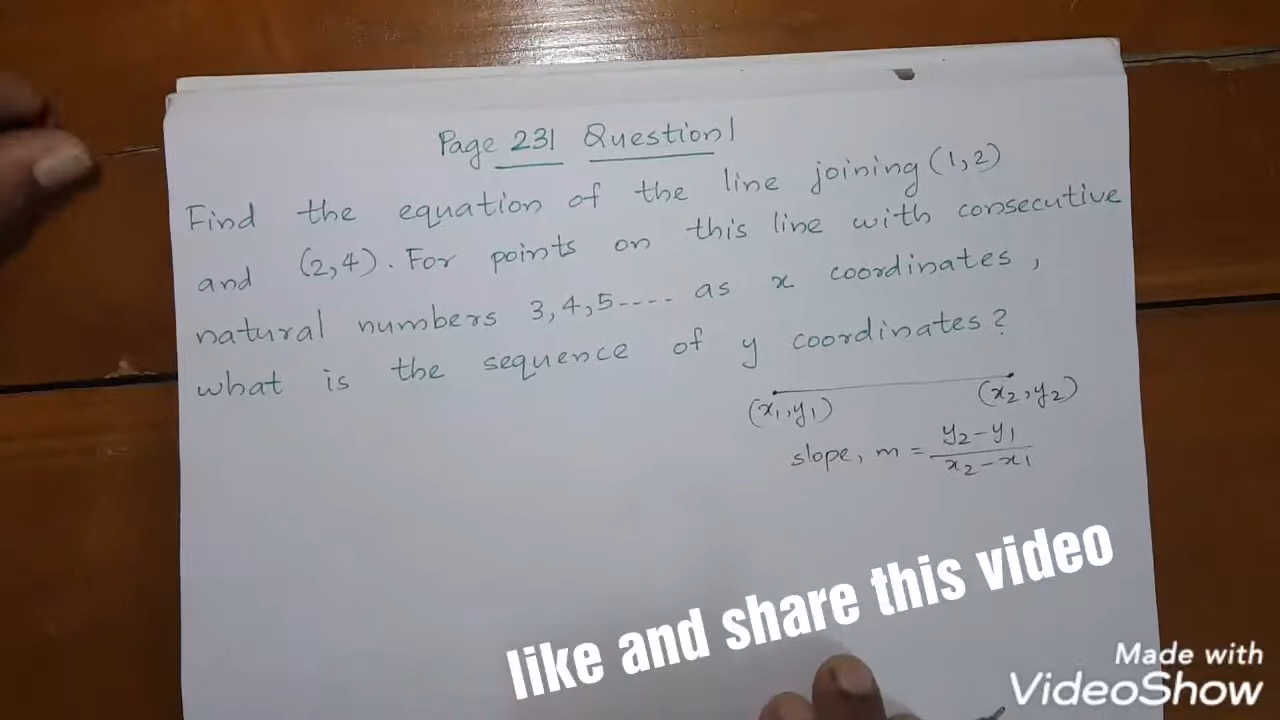 Page 231 Question 1
Find the equation of the line joining (1,2)
and (2,4). For points on this line with consecutive
natural numbers 3,4,5---- as x coordinates,
what is the sequence of y coordinates?
(x₁,y₁) (x₂,y₂)
slope, m = y₂-y₁ / x₂-x₁
like and share this video
Made with
VideoShow